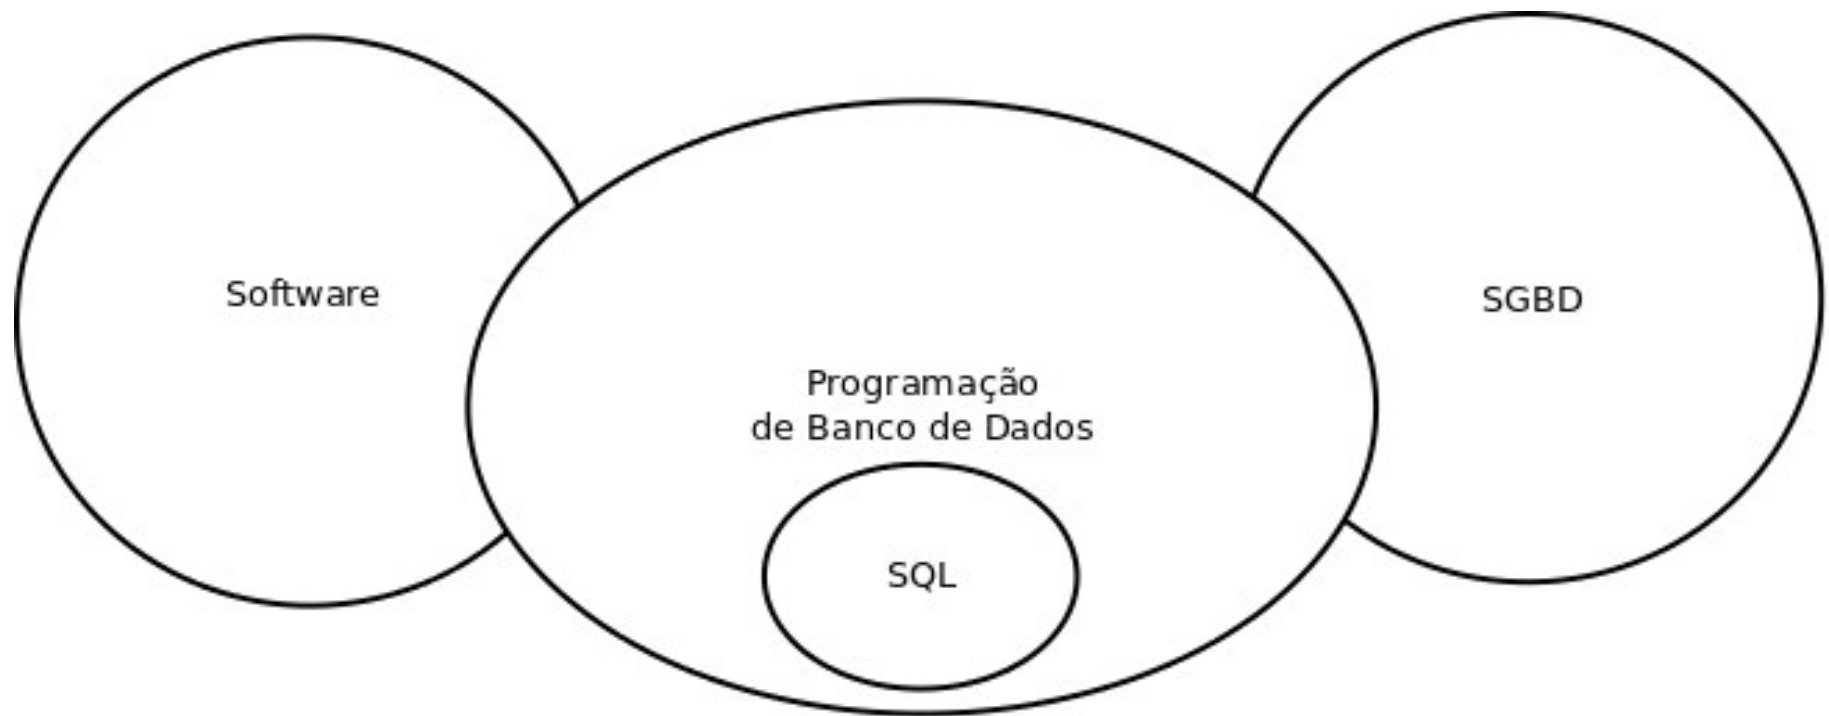 Software
SGBD
Programação
de Banco de Dados
SQL